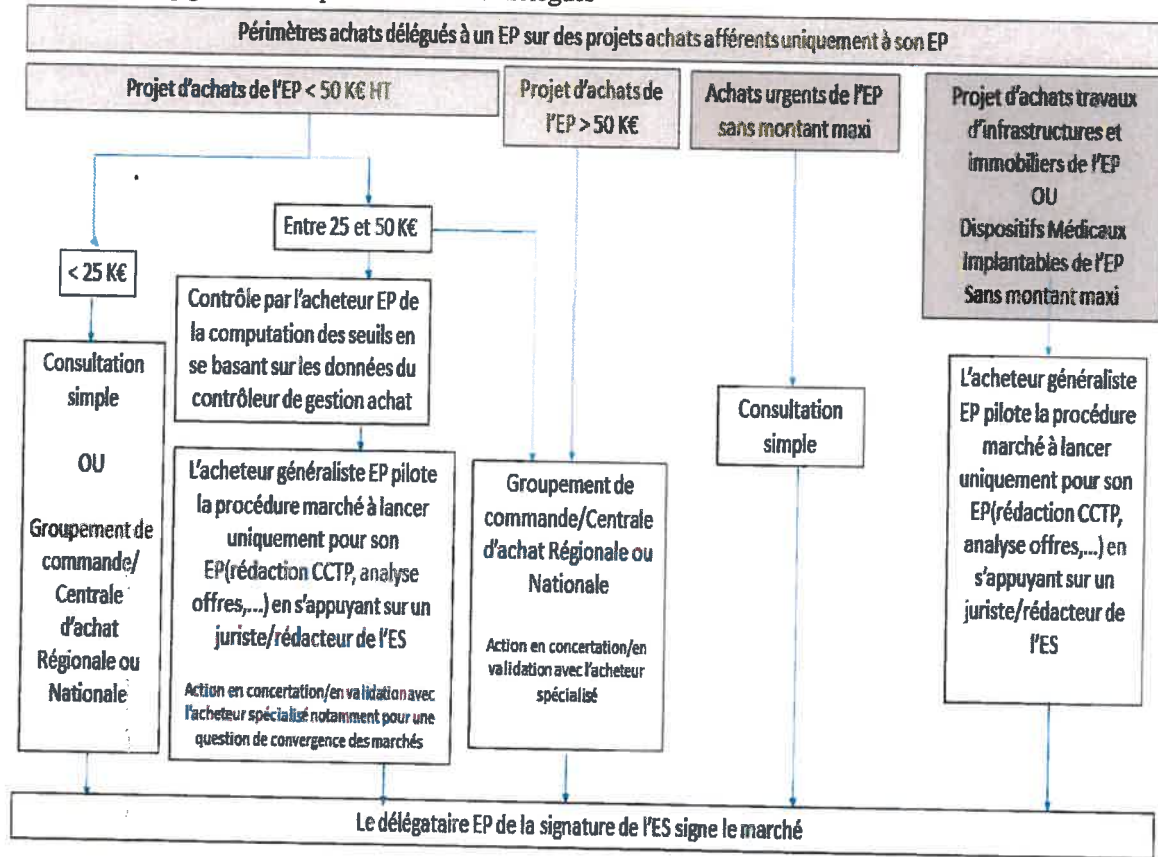 Périmètres achats délégués à un EP sur des projets achats afférents uniquement à son EP
Projet d'achats de l'EP < 50 K€ HT
Projet d'achats de
l'EP > 50 K€
Achats urgents de l'EP
sans montant maxi
Projet d'achats travaux
d'infrastructures et
immobiliers de l'EP
OU
Dispositifs Médicaux
Implantables de l'EP
Sans montant maxi
< 25 K€
Entre 25 et 50 K€
Consultation
simple
OU
Groupement de
commande/
Centrale
d'achat
Régionale ou
Nationale
Contrôle par l'acheteur EP de
la computation des seuils en
se basant sur les données du
contrôleur de gestion achat
L'acheteur généraliste EP pilote
la procédure marché à lancer
uniquement pour son
EP(rédaction CCTP, analyse
offres,...) en s'appuyant sur un
juriste/rédacteur de l'ES
Action en concertation/en validation avec
l'acheteur spécialisé notamment pour une
question de convergence des marchés
Groupement de
commande/Centrale
d'achat Régionale ou
Nationale
Action en concertation/en
validation avec l'acheteur
spécialisé
Consultation
simple
L'acheteur généraliste
EP pilote la procédure
marché à lancer
uniquement pour son
EP(rédaction CCTP,
analyse offres,...) en
s'appuyant sur un
juriste/rédacteur de
l'ES
Le délégataire EP de la signature de l'ES signe le marché